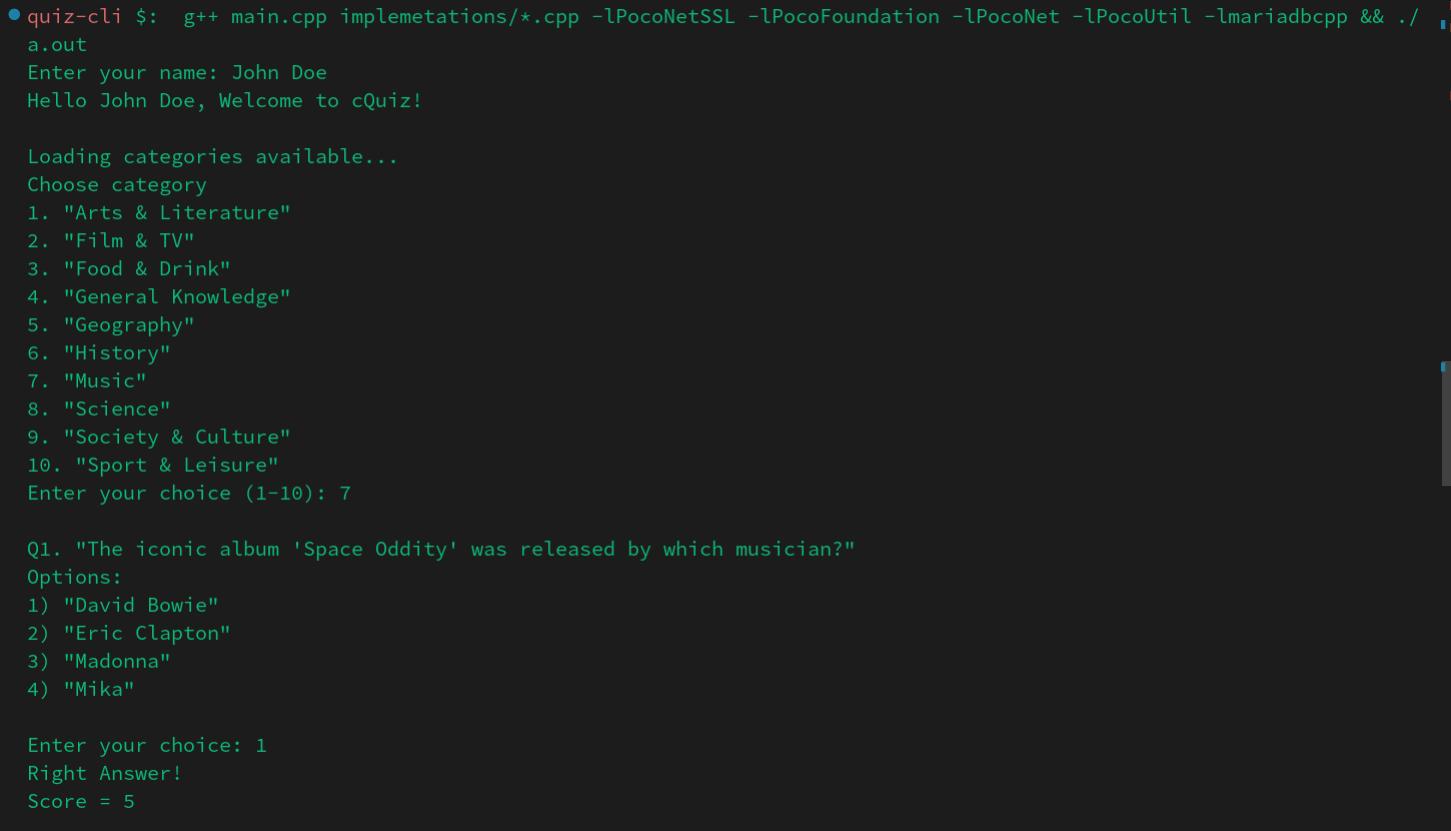 quiz-cli $:  g++ main.cpp implemetations/*.cpp -lPocoNetSSL -lPocoFoundation -lPocoNet -lPocoUtil -lmariadbcpp && ./
a.out
Enter your name: John Doe
Hello John Doe, Welcome to cQuiz!
Loading categories available...
Choose category
1. "Arts & Literature"
2. "Film & TV"
3. "Food & Drink"
4. "General Knowledge"
5. "Geography"
6. "History"
7. "Music"
8. "Science"
9. "Society & Culture"
10. "Sport & Leisure"
Enter your choice (1-10): 7
Q1. "The iconic album 'Space Oddity' was released by which musician?"
Options:
1) "David Bowie"
2) "Eric Clapton"
3) "Madonna"
4) "Mika"
Enter your choice: 1
Right Answer!
Score = 5